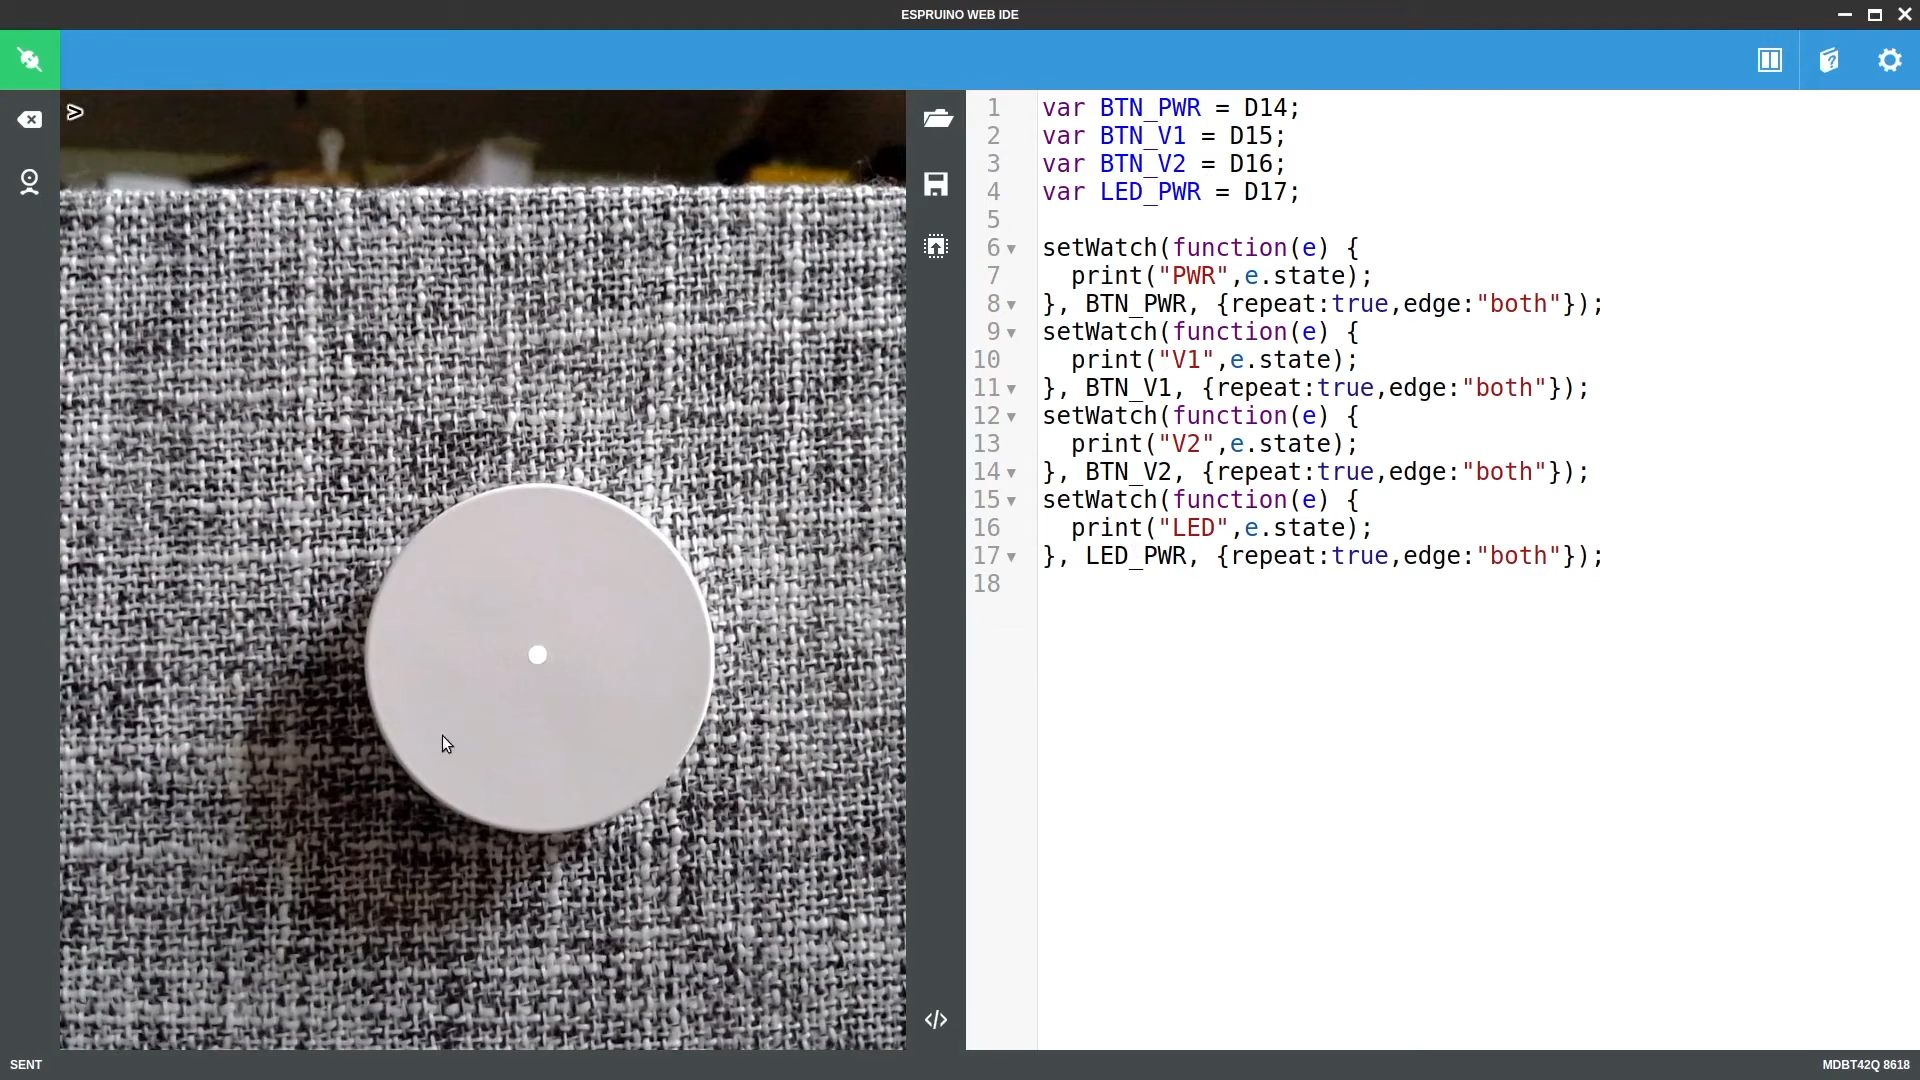 ESPRUINO WEB IDE
>
1 var BTN_PWR = D14;
2 var BTN_V1 = D15;
3 var BTN_V2 = D16;
4 var LED_PWR = D17;
5
6 setWatch(function(e) {
7   print("PWR",e.state);
8 }, BTN_PWR, {repeat:true,edge:"both"});
9 setWatch(function(e) {
10   print("V1",e.state);
11 }, BTN_V1, {repeat:true,edge:"both"});
12 setWatch(function(e) {
13   print("V2",e.state);
14 }, BTN_V2, {repeat:true,edge:"both"});
15 setWatch(function(e) {
16   print("LED",e.state);
17 }, LED_PWR, {repeat:true,edge:"both"});
18
SENT
MDBT42Q 8618